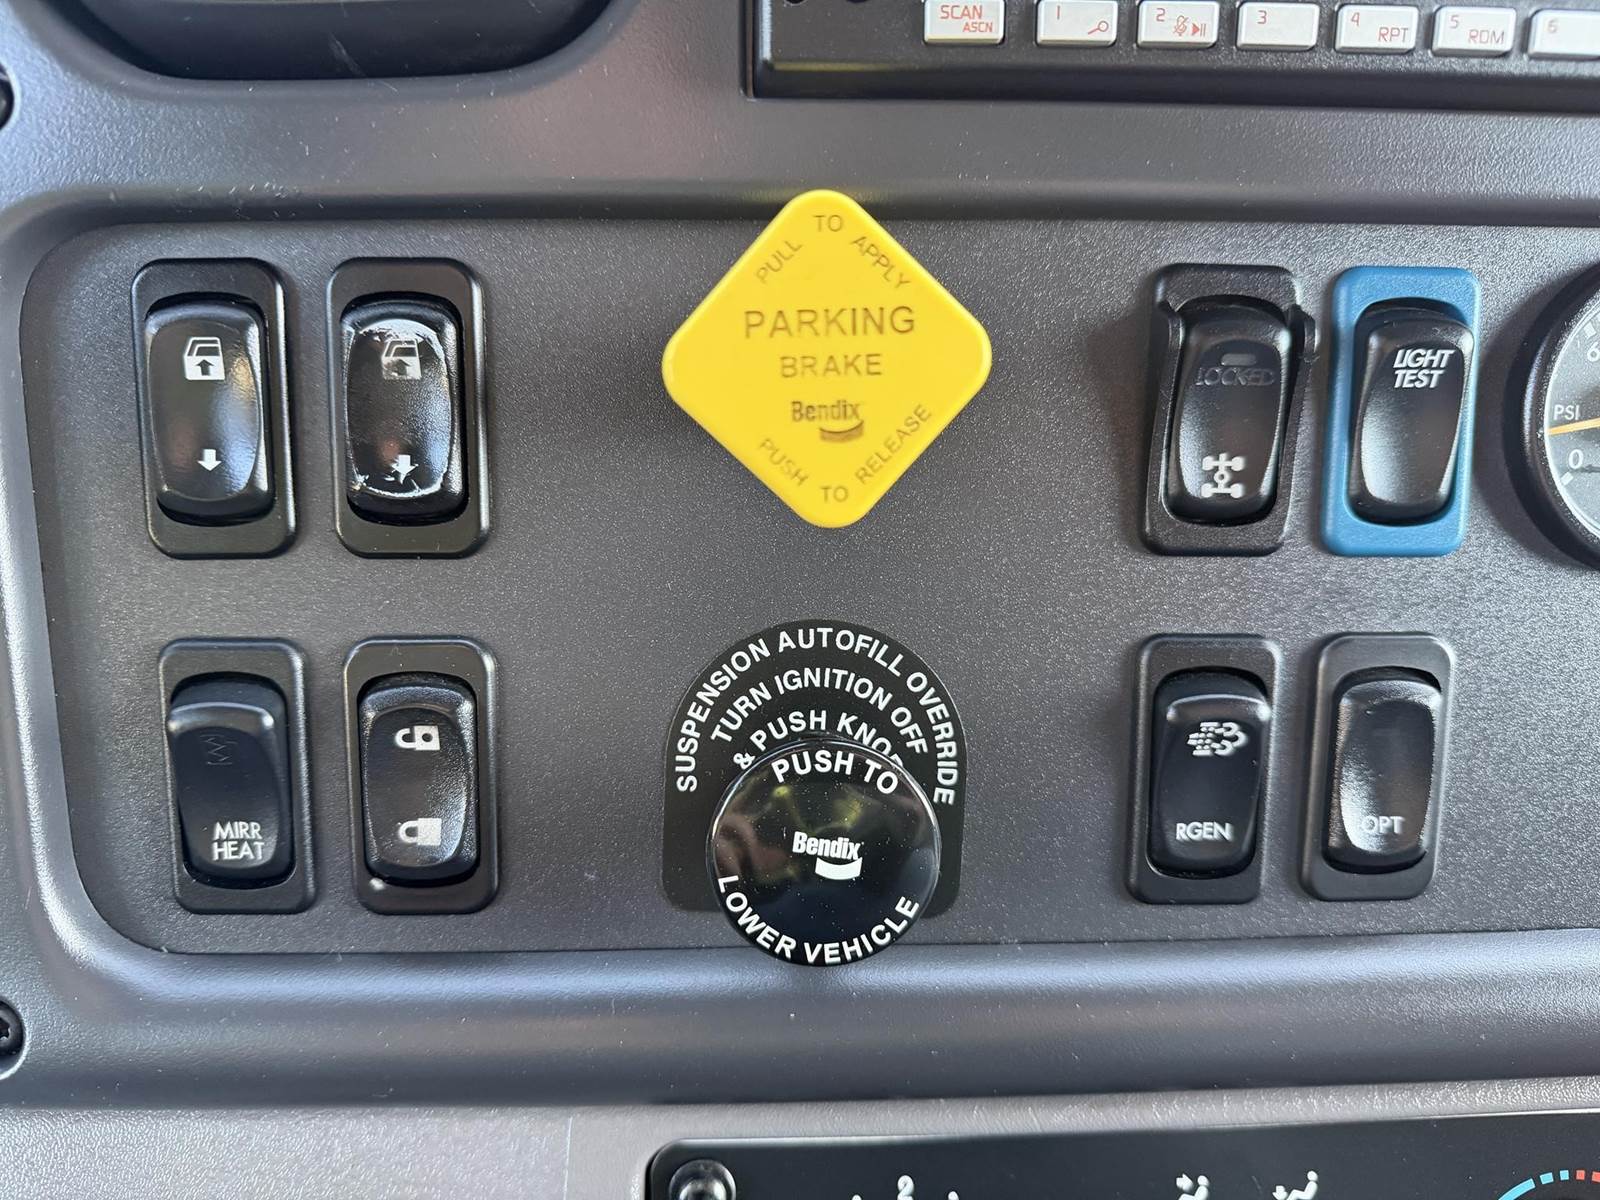 SCAN
ASCN
1
2
3
4
RPT
5
RDM
6
PULL TO APPLY
PARKING
BRAKE
Bendix
PUSH TO RELEASE
LOCKED
LIGHT
TEST
PSI
0
SUSPENSION AUTOFILL OVERRIDE
TURN IGNITION OFF
& PUSH KNOB
PUSH TO
Bendix
LOWER VEHICLE
MIRR
HEAT
RGEN
OPT
2